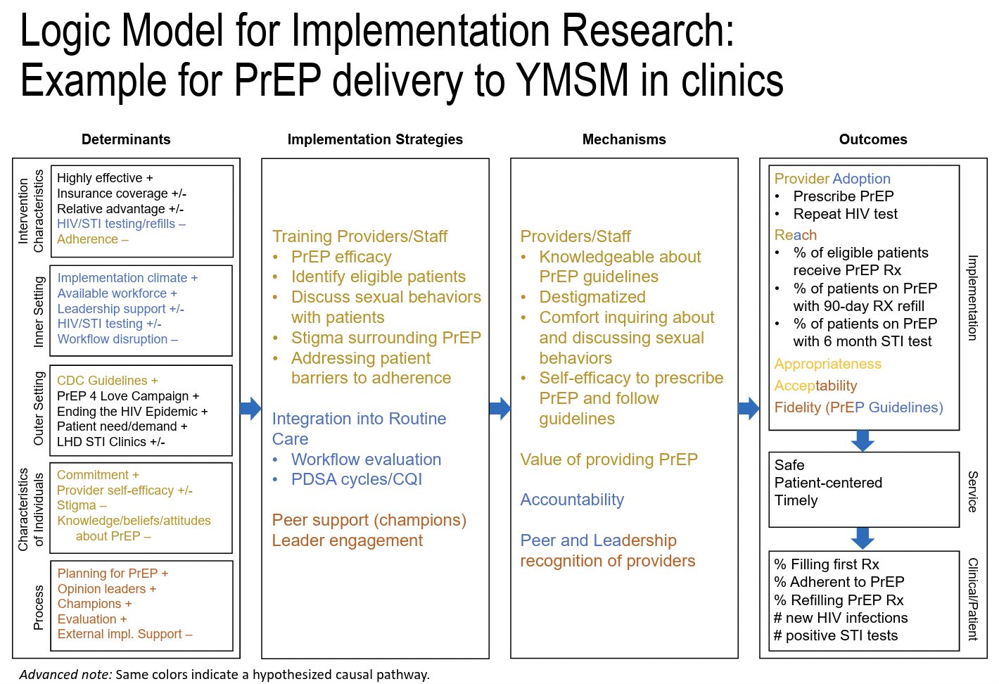 Logic Model for Implementation Research:
Example for PrEP delivery to YMSM in clinics
Determinants
Intervention
Characteristics
Highly effective +
Insurance coverage +/-
Relative advantage +/-
HIV/STI testing/refills –
Adherence –
Inner Setting
Implementation climate +
Available workforce +
Leadership support +/-
HIV/STI testing +/-
Workflow disruption –
Outer Setting
CDC Guidelines +
PrEP 4 Love Campaign +
Ending the HIV Epidemic +
Patient need/demand +
LHD STI Clinics +/-
Characteristics
of Individuals
Commitment +
Provider self-efficacy +/-
Stigma –
Knowledge/beliefs/attitudes
about PrEP –
Process
Planning for PrEP +
Opinion leaders +
Champions +
Evaluation +
External impl. Support –
Implementation Strategies
Training Providers/Staff
• PrEP efficacy
• Identify eligible patients
• Discuss sexual behaviors
with patients
• Stigma surrounding PrEP
• Addressing patient
barriers to adherence
Integration into Routine
Care
• Workflow evaluation
• PDSA cycles/CQI
Peer support (champions)
Leader engagement
Mechanisms
Providers/Staff
• Knowledgeable about
PrEP guidelines
• Destigmatized
• Comfort inquiring about
and discussing sexual
behaviors
• Self-efficacy to prescribe
PrEP and follow
guidelines
Value of providing PrEP
Accountability
Peer and Leadership
recognition of providers
Outcomes
Provider Adoption
• Prescribe PrEP
• Repeat HIV test
Reach
• % of eligible patients
receive PrEP Rx
• % of patients on PrEP
with 90-day RX refill
• % of patients on PrEP
with 6 month STI test
Appropriateness
Acceptability
Fidelity (PrEP Guidelines)
Implementation
Safe
Patient-centered
Timely
Service
% Filling first Rx
% Adherent to PrEP
% Refilling PrEP Rx
# new HIV infections
# positive STI tests
Clinical/Patient
Advanced note: Same colors indicate a hypothesized causal pathway.